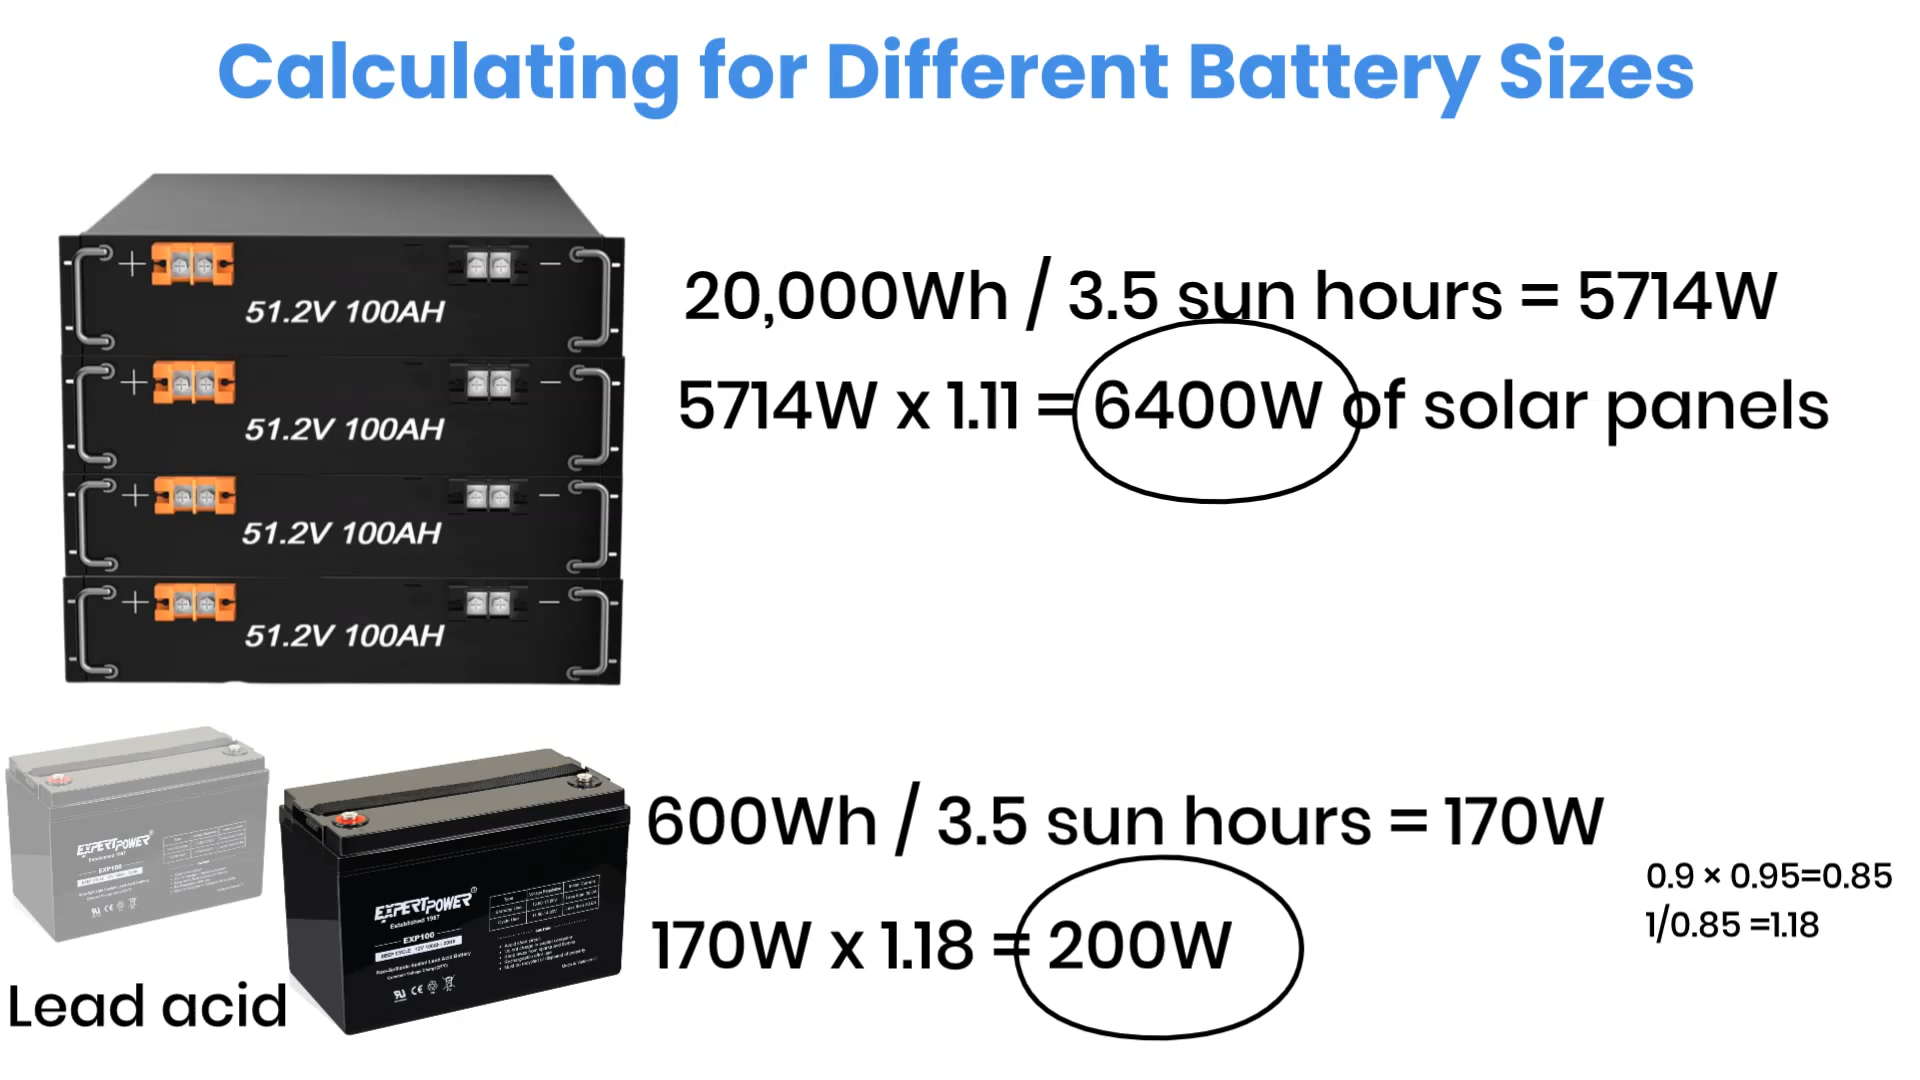 Calculating for Different Battery Sizes
+ −
51.2V 100AH
+ −
51.2V 100AH
+ −
51.2V 100AH
+ −
51.2V 100AH
20,000Wh / 3.5 sun hours = 5714W
5714W x 1.11 = 6400W of solar panels
EXPERTPOWER
EXP100
EXPERTPOWER®
Established 1987
EXP100
Lead acid
600Wh / 3.5 sun hours = 170W
170W x 1.18 = 200W
0.9 × 0.95=0.85
1/0.85 =1.18